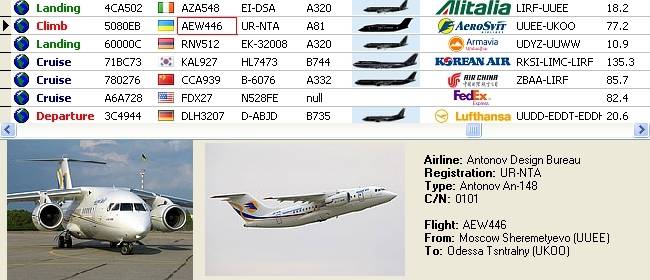 Landing 4CA502 AZA548 EI-DSA A320 Alitalia LIRF-UUEE 18.2
Climb 5080EB AEW446 UR-NTA A81 AeroSvit UUEE-UKOO 77.2
Landing 60000C RNV512 EK-32008 A320 Armavia UDYZ-UUWW 10.9
Cruise 71BC73 KAL927 HL7473 B744 KOREAN AIR RKSI-LIMC-LIRF 135.3
Cruise 780276 CCA939 B-6076 A332 AIR CHINA ZBAA-LIRF 85.7
Cruise A6A728 FDX27 N528FE null FedEx Express 82.4
Departure 3C4944 DLH3207 D-ABJD B735 Lufthansa UUDD-EDDT-EDDH 20.6
Airline: Antonov Design Bureau
Registration: UR-NTA
Type: Antonov An-148
C/N: 0101
Flight: AEW446
From: Moscow Sheremetyevo (UUEE)
To: Odessa Tsntralny (UKOO)